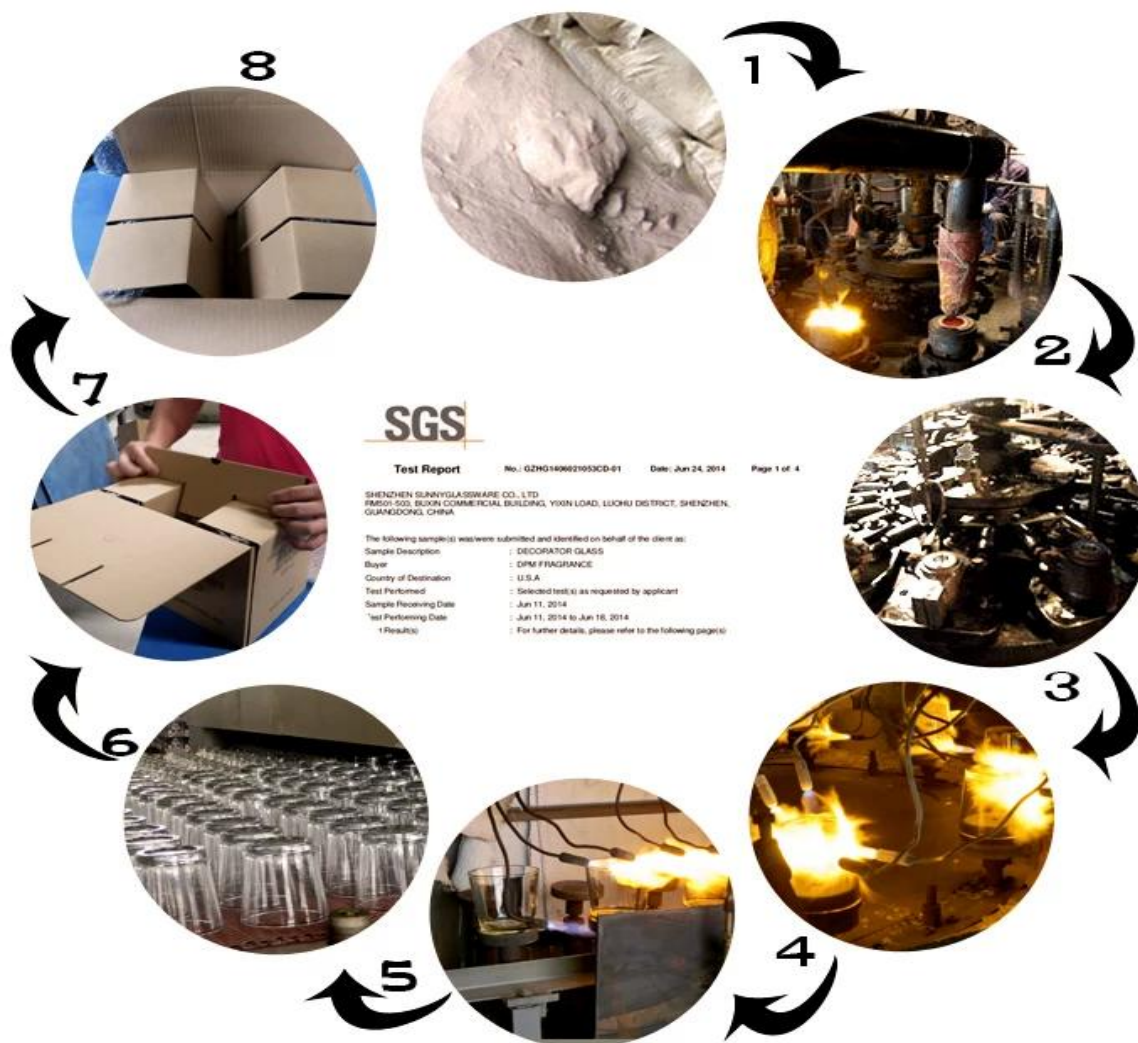 8
1
2
7
SGS
Test Report No.: GZHG1406021053CD-01 Date: Jun 24, 2014 Page 1 of 4
SHENZHEN SUNNYGLASSWARE CO., LTD
RM501-503, BUXIN COMMERCIAL BUILDING, YIXIN LOAD, LUOHU DISTRICT, SHENZHEN,
GUANGDONG, CHINA
The following sample(s) was/were submitted and identified on behalf of the client as:
Sample Description : DECORATOR GLASS
Buyer : DPM FRAGRANCE
Country of Destination : U.S.A
Test Performed : Selected test(s) as requested by applicant
Sample Receiving Date : Jun 11, 2014
Test Performing Date : Jun 11, 2014 to Jun 18, 2014
Result(s) : For further details, please refer to the following page(s)
3
6
4
5